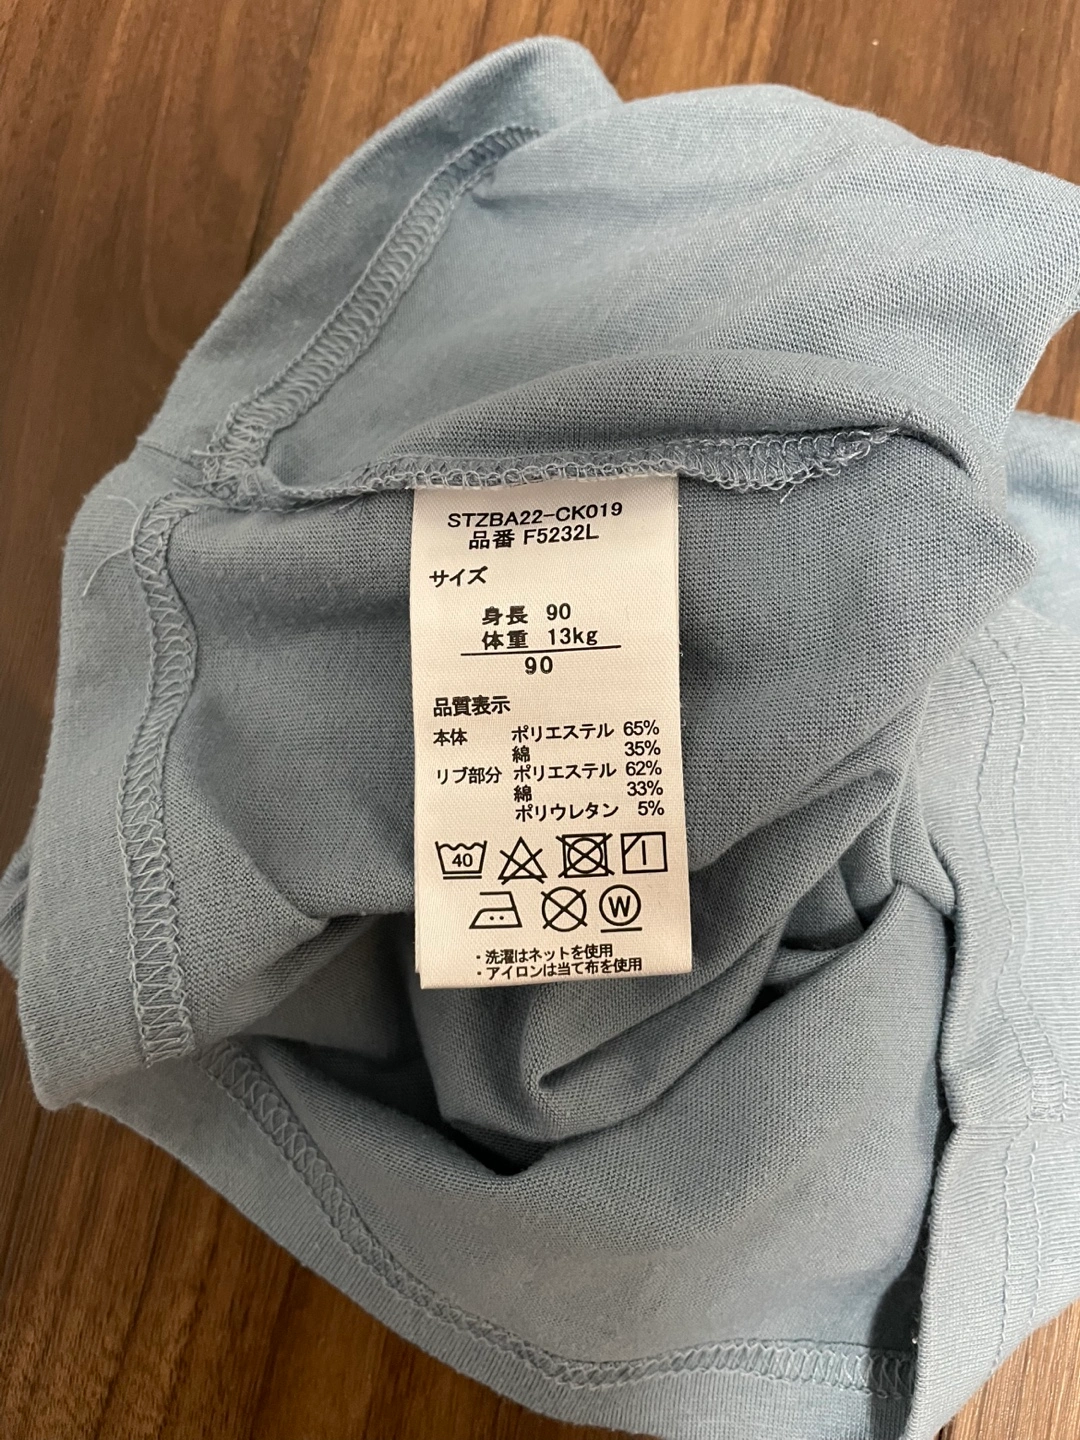 STZBA22-CK019
品番 F5232L
サイズ
身長 90
体重 13kg
90
品質表示
本体 ポリエステル 65%
綿 35%
リブ部分 ポリエステル 62%
綿 33%
ポリウレタン 5%
40
W
・洗濯はネットを使用
・アイロンは当て布を使用